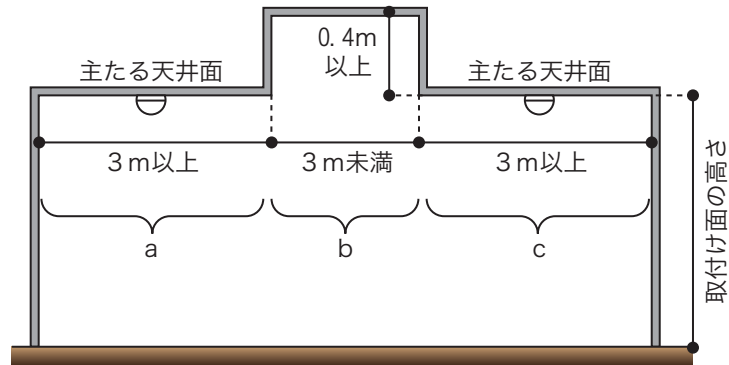 0.4m
以上
主たる天井面
主たる天井面
3m以上
3m未満
3m以上
a
b
c
取付け面の高さ